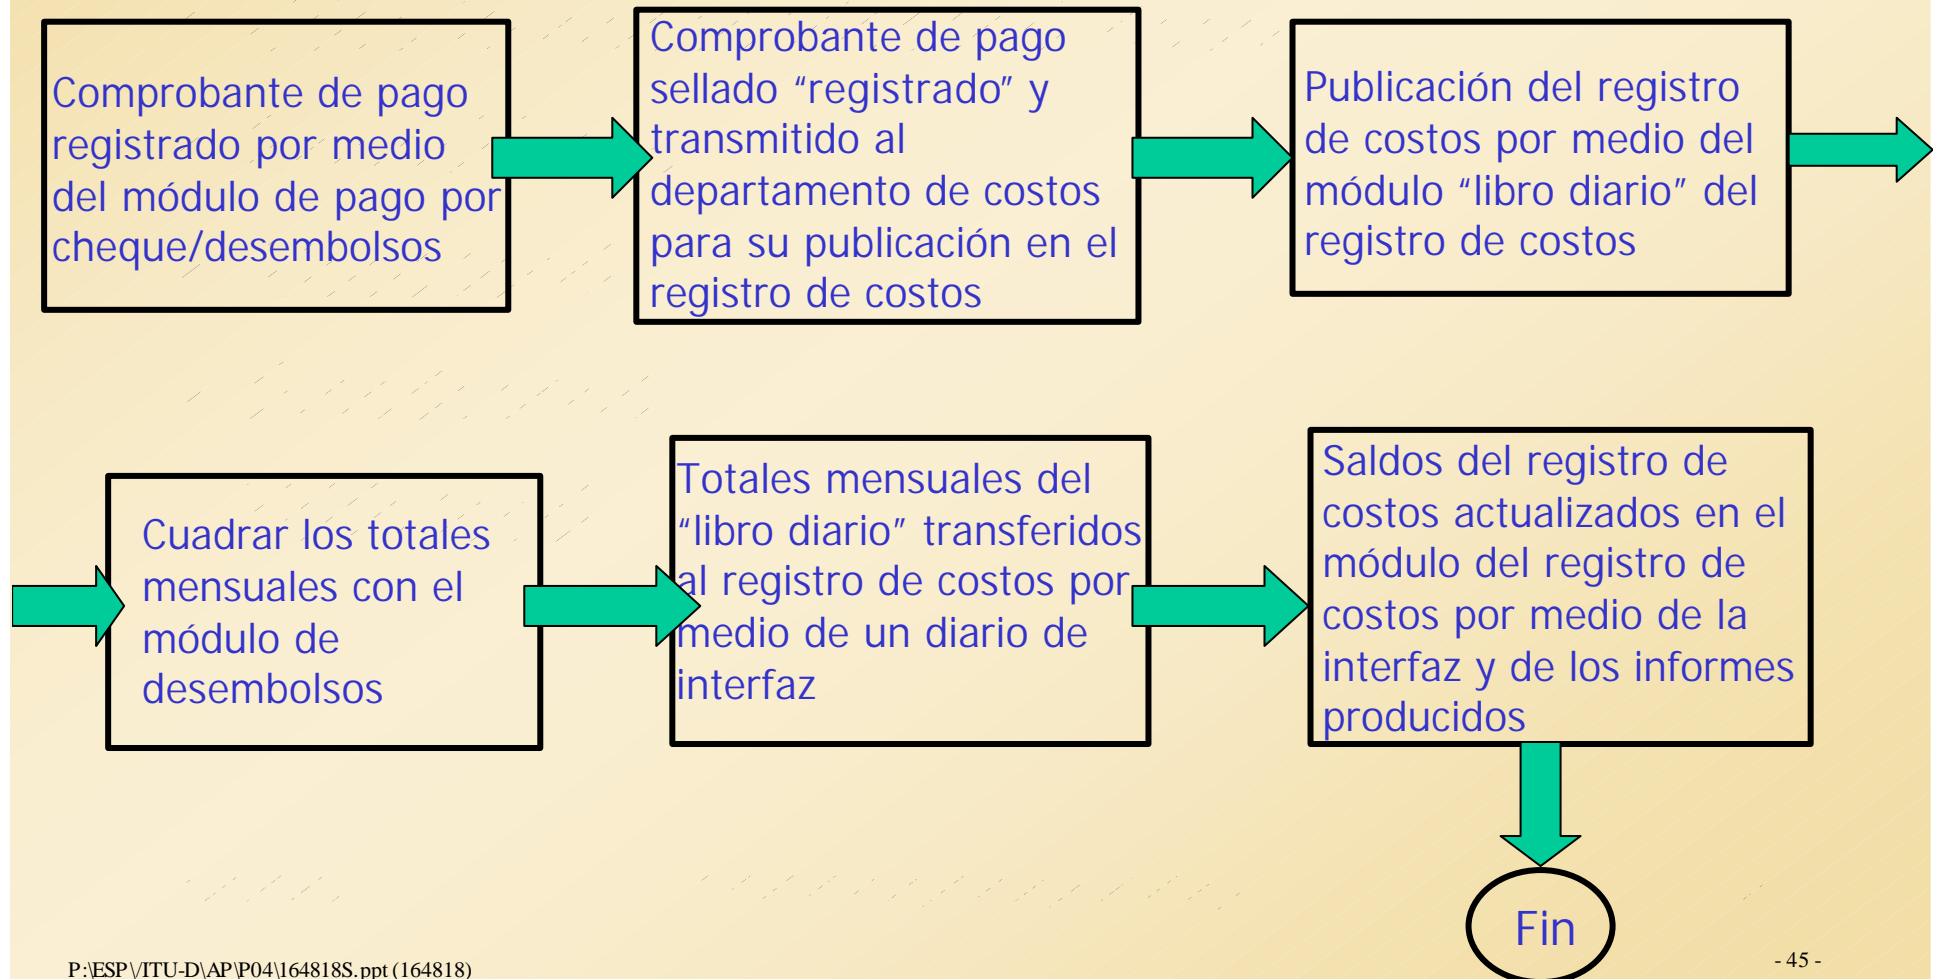 Comprobante de pago
registrado por medio
del módulo de pago por
cheque/desembolsos
Comprobante de pago
sellado “registrado” y
transmitido al
departamento de costos
para su publicación en el
registro de costos
Publicación del registro
de costos por medio del
módulo “libro diario” del
registro de costos
Cuadrar los totales
mensuales con el
módulo de
desembolsos
Totales mensuales del
“libro diario” transferidos
al registro de costos por
medio de un diario de
interfaz
Saldos del registro de
costos actualizados en el
módulo del registro de
costos por medio de la
interfaz y de los informes
producidos
Fin
P:\ESP\/ITU-D\AP\P04\164818S.ppt (164818)
- 45 -